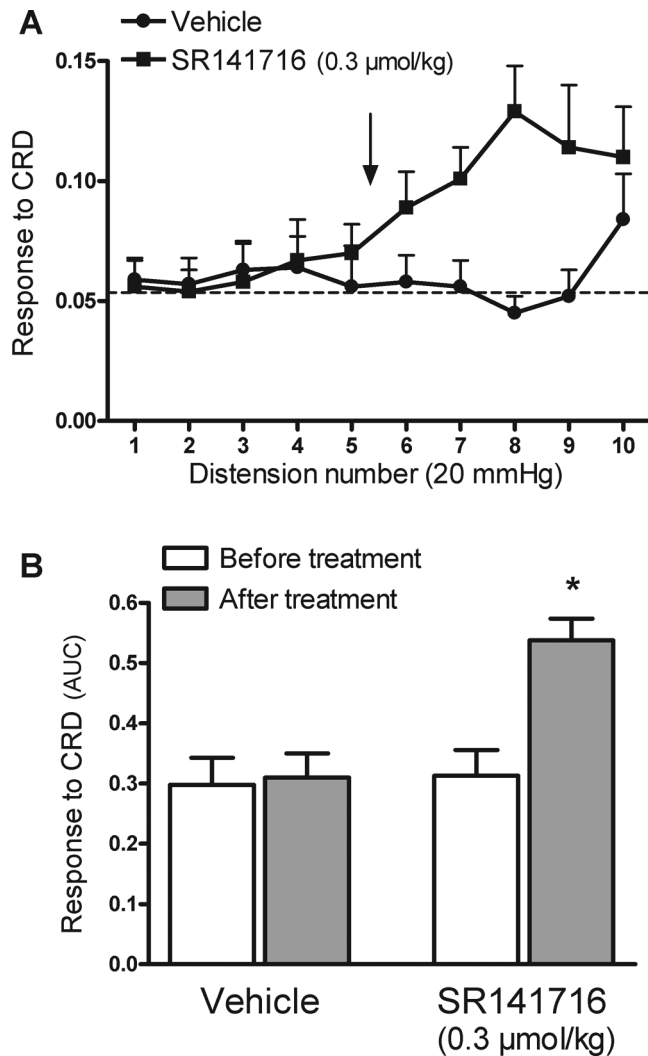 A
Vehicle
SR141716 (0.3 µmol/kg)
0.15
0.10
0.05
0.00
Response to CRD
1 2 3 4 5 6 7 8 9 10
Distension number (20 mmHg)
B
Before treatment
After treatment
*
0.6
0.5
0.4
0.3
0.2
0.1
0.0
Response to CRD (AUC)
Vehicle SR141716
(0.3 µmol/kg)